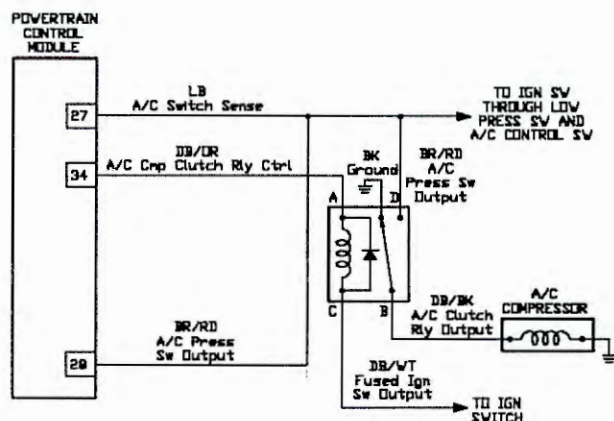 POWERTRAIN
CONTROL
MODULE
27
LB
A/C Switch Sense
TO IGN SW
THROUGH LOW
PRESS SW AND
A/C CONTROL SW
34
DB/OR
A/C Cmp Clutch Rly Ctrl
BK
Ground
BR/RD
A/C
Press Sw
Output
A
D
C
B
DB/BK
A/C Clutch
Rly Output
A/C
COMPRESSOR
28
BR/RD
A/C Press
Sw Output
DB/WT
Fused Ign
Sw Output
TO IGN
SWITCH